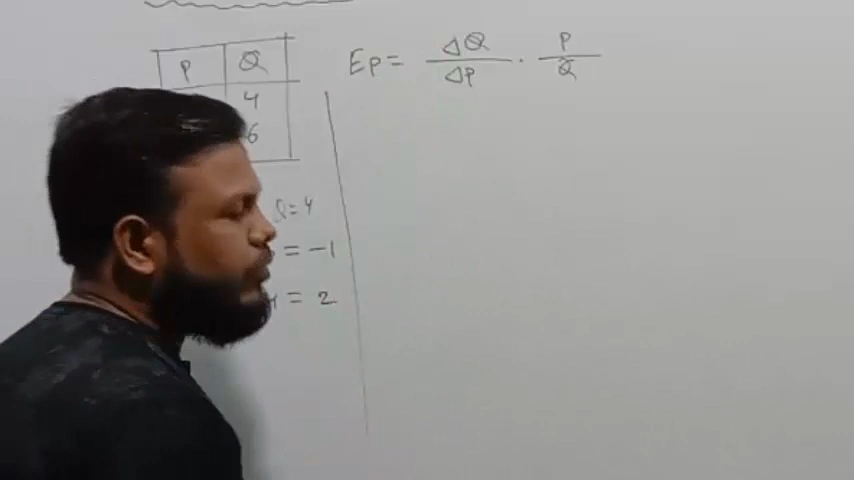 P Q
4
6
Q=4
= -1
= 2
Ep = ΔQ/ΔP · P/Q